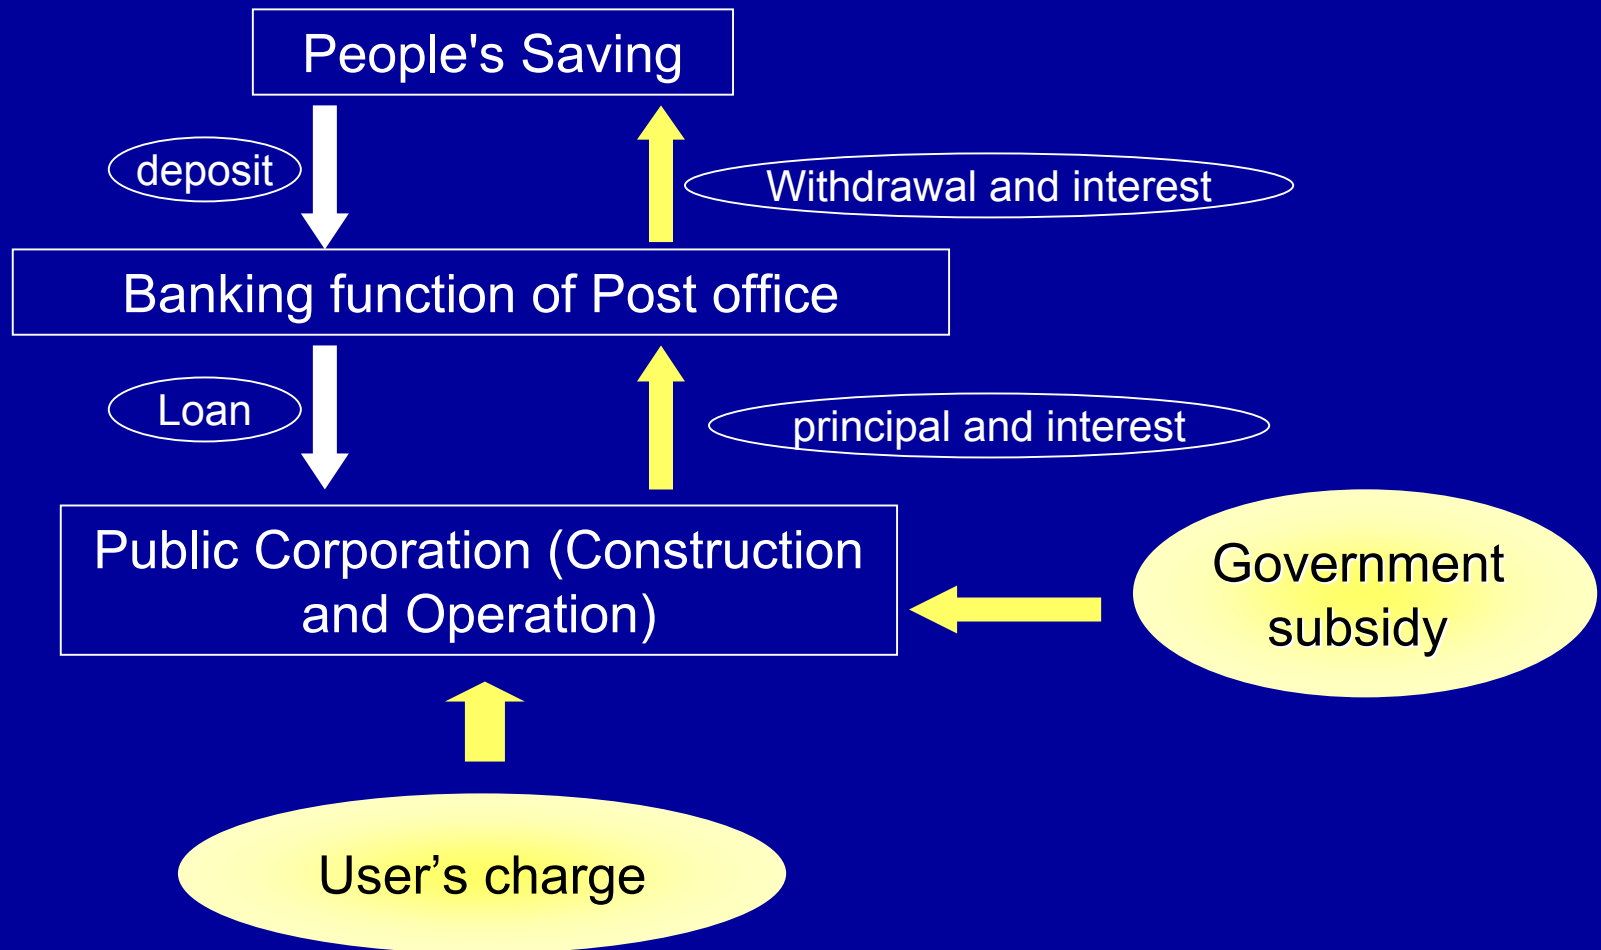 People's Saving
deposit
Withdrawal and interest
Banking function of Post office
Loan
principal and interest
Public Corporation (Construction
and Operation)
Government
subsidy
User’s charge